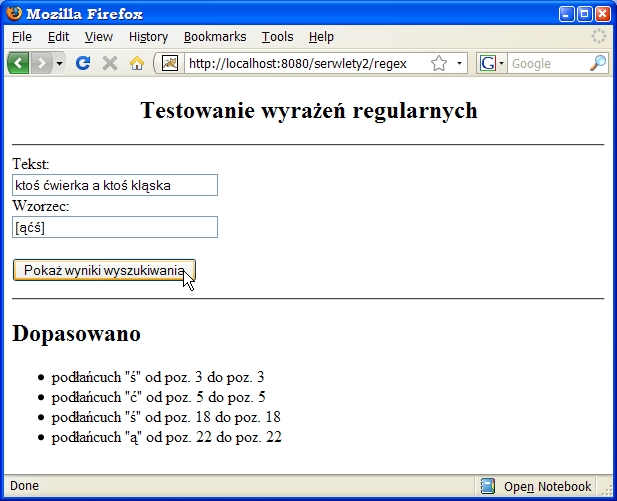 Mozilla Firefox
File Edit View History Bookmarks Tools Help
http://localhost:8080/serwlety2/regex
G Google
Testowanie wyrażeń regularnych
Tekst:
ktoś ćwierka a ktoś kląska
Wzorzec:
[ąćś]
Pokaż wyniki wyszukiwania
Dopasowano
• podłańcuch "ś" od poz. 3 do poz. 3
• podłańcuch "ć" od poz. 5 do poz. 5
• podłańcuch "ś" od poz. 18 do poz. 18
• podłańcuch "ą" od poz. 22 do poz. 22
Done Open Notebook